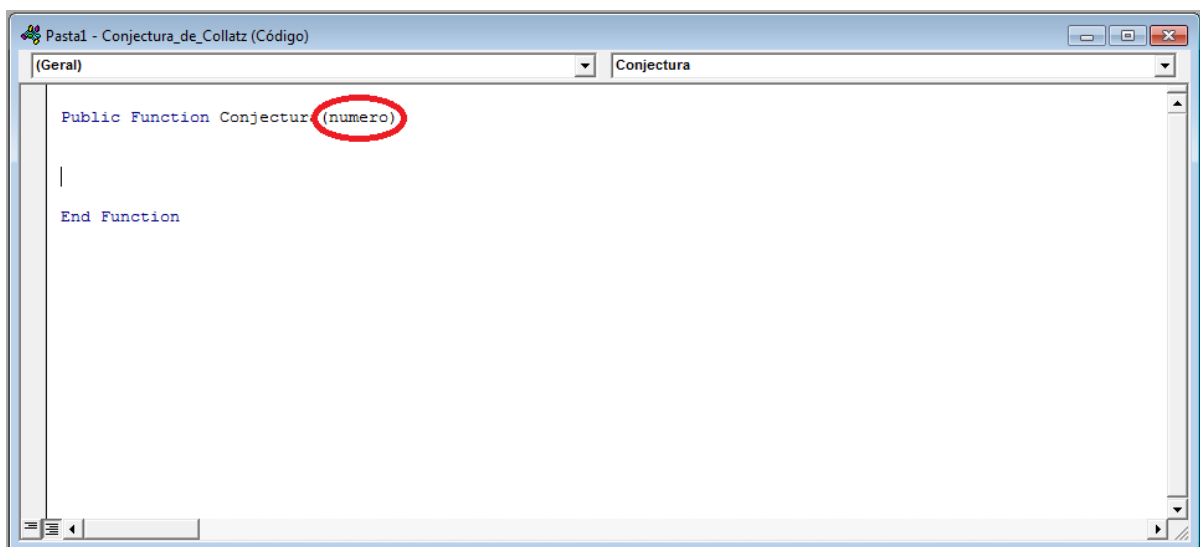 Pasta1 - Conjectura_de_Collatz (Código)
(Geral) Conjectura
Public Function Conjectura(numero)
End Function